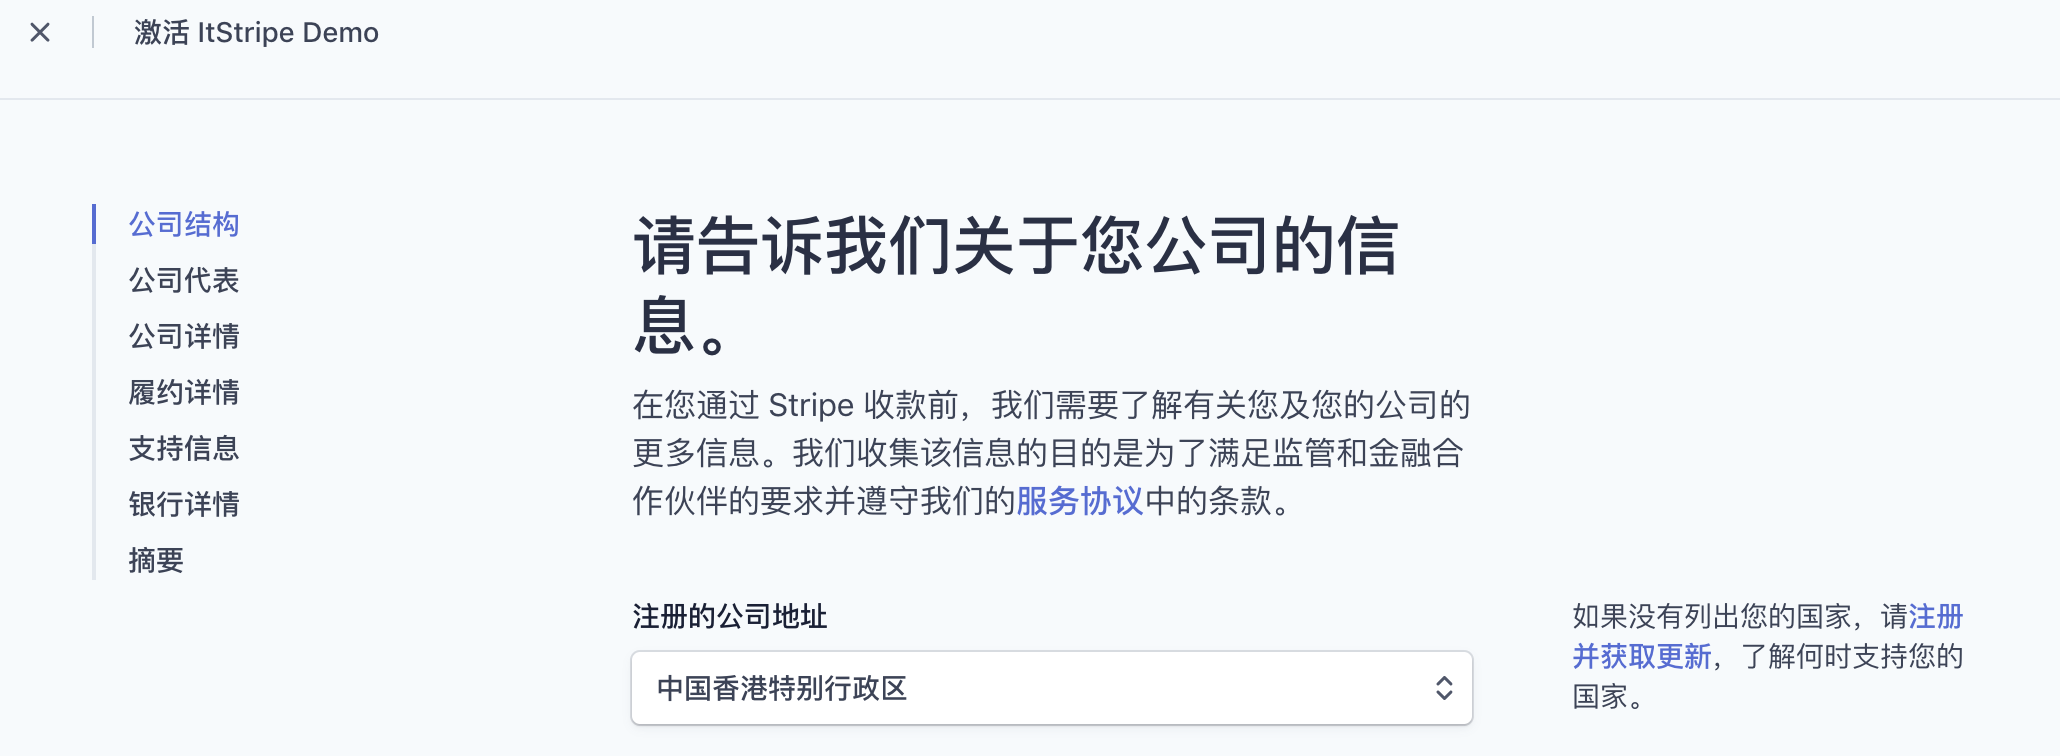 激活 ItStripe Demo
公司结构
公司代表
公司详情
履约详情
支持信息
银行详情
摘要
请告诉我们关于您公司的信
息。
在您通过 Stripe 收款前，我们需要了解有关您及您的公司的
更多信息。我们收集该信息的目的是为了满足监管和金融合
作伙伴的要求并遵守我们的服务协议中的条款。
注册的公司地址
中国香港特别行政区
如果没有列出您的国家，请注册
并获取更新，了解何时支持您的
国家。